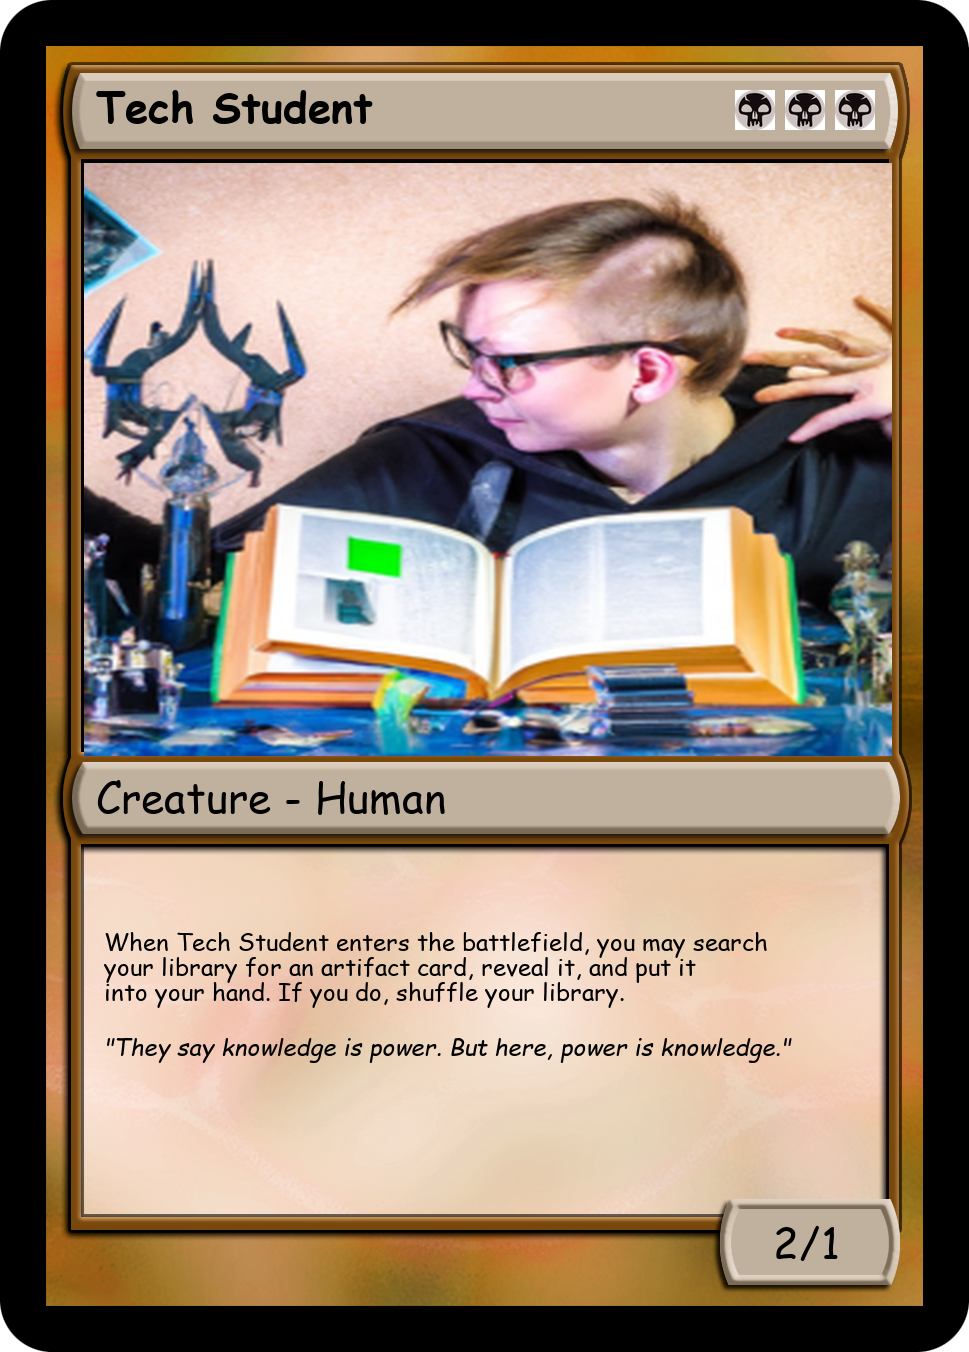 Tech Student
Creature - Human
When Tech Student enters the battlefield, you may search
your library for an artifact card, reveal it, and put it
into your hand. If you do, shuffle your library.
"They say knowledge is power. But here, power is knowledge."
2/1